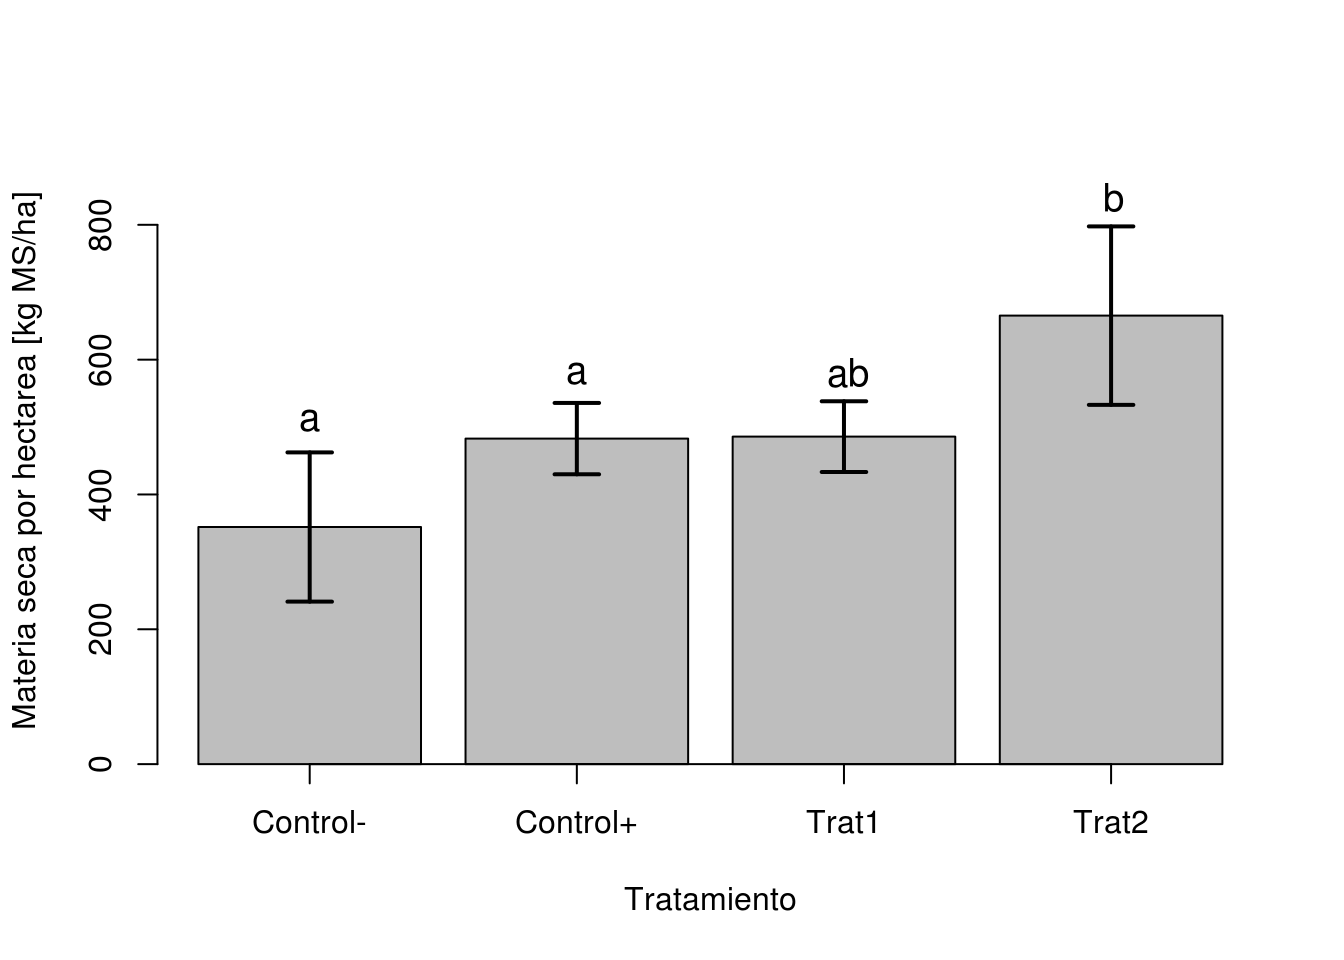 Materia seca por hectarea [kg MS/ha]
800
600
400
200
0
a
a
ab
b
Control-
Control+
Trat1
Trat2
Tratamiento